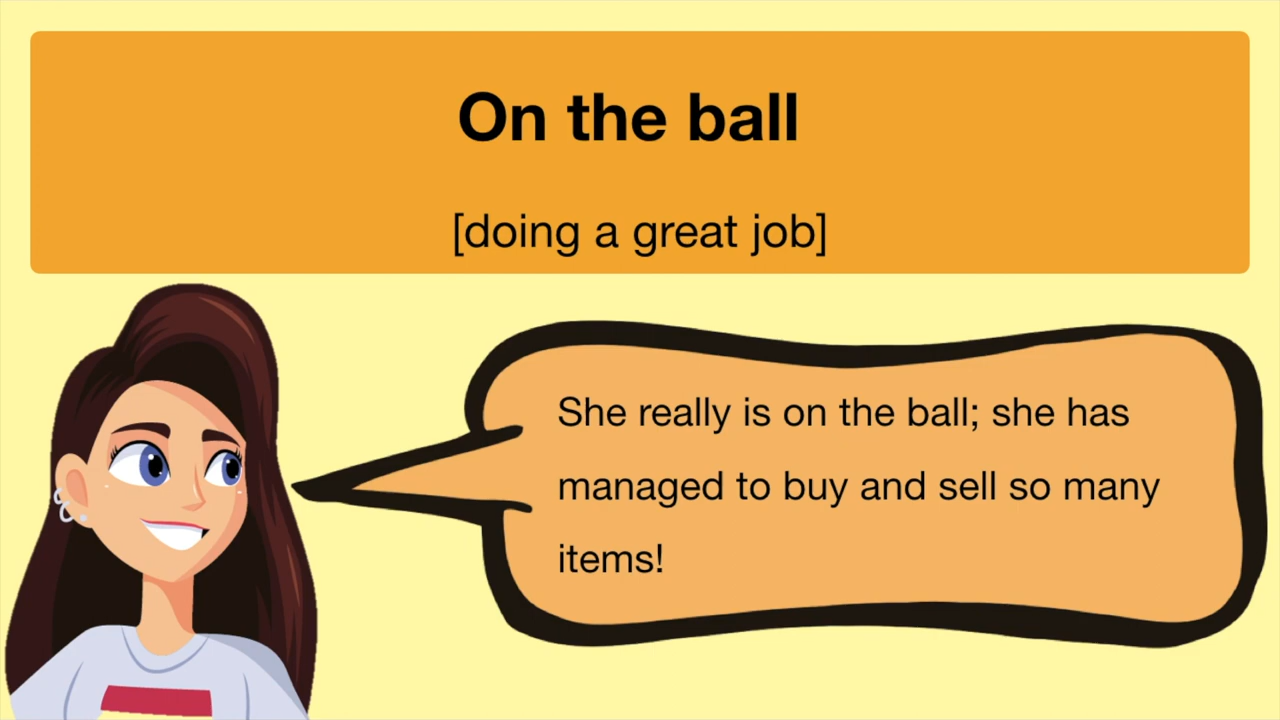 On the ball
[doing a great job]
She really is on the ball; she has
managed to buy and sell so many
items!